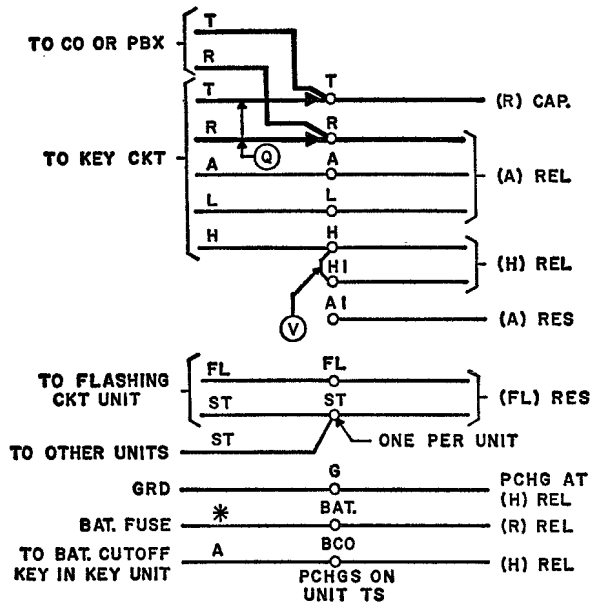 T
TO CO OR PBX
R
T
T
(R) CAP.
R
R
Q
TO KEY CKT
A
A
(A) REL
L
L
H
H
HI
(H) REL
V
AI
(A) RES
TO FLASHING
CKT UNIT
FL
FL
ST
ST
(FL) RES
ST
TO OTHER UNITS
ONE PER UNIT
GRD
G
PCHG AT
(H) REL
BAT. FUSE
*
BAT.
(R) REL
TO BAT. CUTOFF
KEY IN KEY UNIT
A
BCO
(H) REL
PCHGS ON
UNIT TS